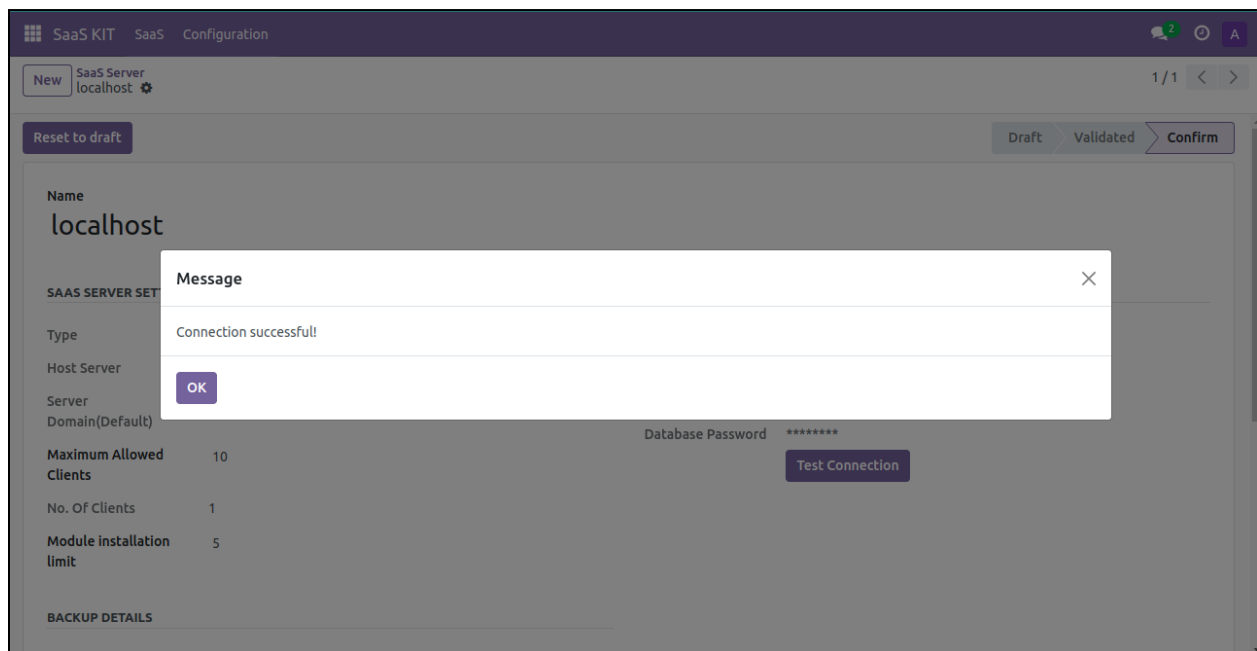 SaaS KIT SaaS Configuration 2 A
New SaaS Server
localhost
1 / 1
Reset to draft Draft Validated Confirm
Name
localhost
Message
SAAS SERVER SET
Connection successful!
Type
Host Server
OK
Server
Domain(Default)
Database Password ********
Maximum Allowed
Clients
10
Test Connection
No. Of Clients 1
Module installation
limit
5
BACKUP DETAILS